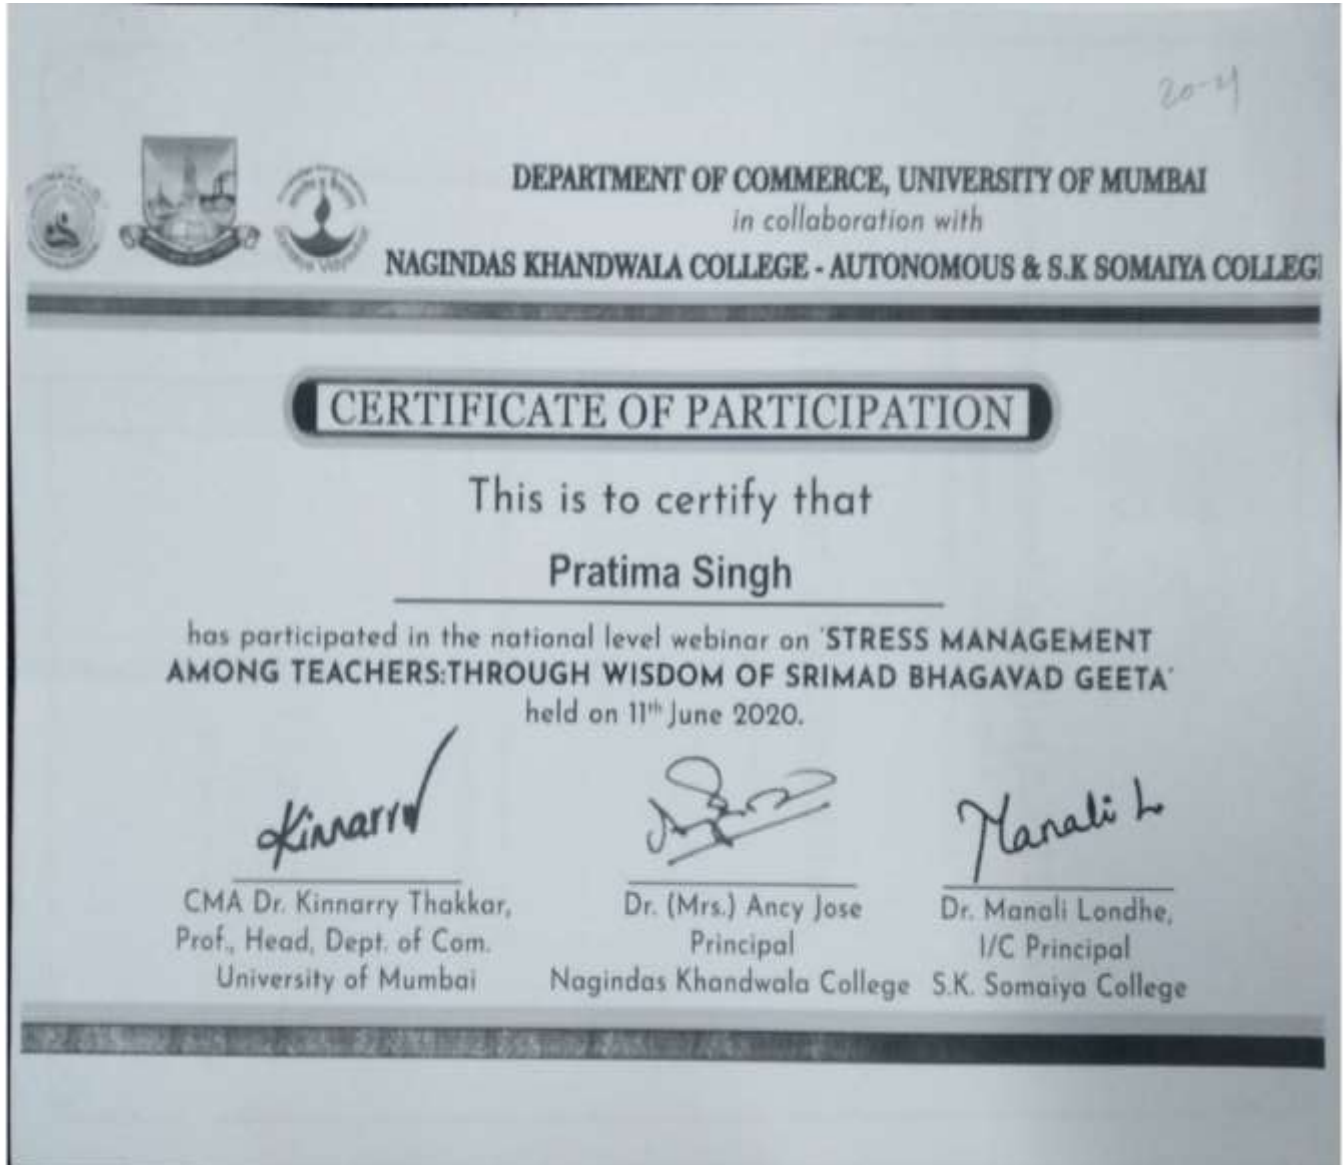 20-21
DEPARTMENT OF COMMERCE, UNIVERSITY OF MUMBAI
in collaboration with
NAGINDAS KHANDWALA COLLEGE - AUTONOMOUS & S.K SOMAIYA COLLEG
CERTIFICATE OF PARTICIPATION
This is to certify that
Pratima Singh
has participated in the national level webinar on 'STRESS MANAGEMENT
AMONG TEACHERS:THROUGH WISDOM OF SRIMAD BHAGAVAD GEETA'
held on 11th June 2020.
Kinnarry
Manali L
CMA Dr. Kinnarry Thakkar,
Prof., Head, Dept. of Com.
University of Mumbai
Dr. (Mrs.) Ancy Jose
Principal
Nagindas Khandwala College
Dr. Manali Londhe,
I/C Principal
S.K. Somaiya College